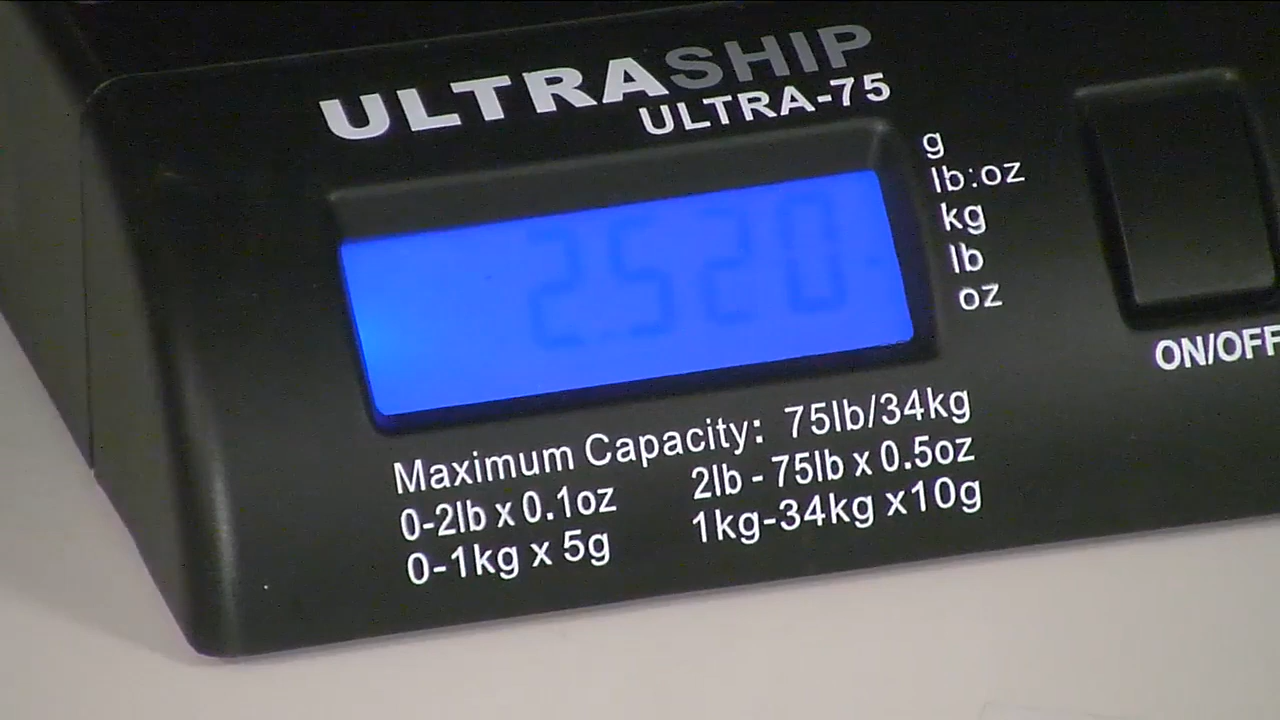 ULTRASHIP
ULTRA-75
2520
g
lb:oz
kg
lb
oz
ON/OFF
Maximum Capacity: 75lb/34kg
0-2lb x 0.1oz 2lb - 75lb x 0.5oz
0-1kg x 5g 1kg-34kg x10g